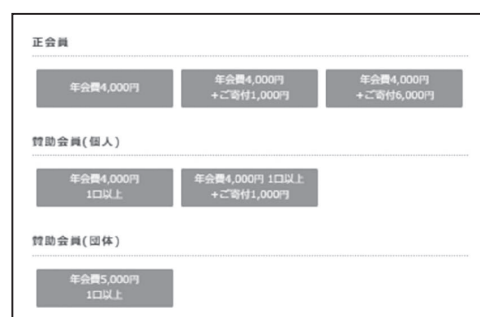 正会員
年会費4,000円
年会費4,000円
+ご寄付1,000円
年会費4,000円
+ご寄付6,000円
賛助会員(個人)
年会費4,000円
1口以上
年会費4,000円 1口以上
+ご寄付1,000円
賛助会員(団体)
年会費5,000円
1口以上